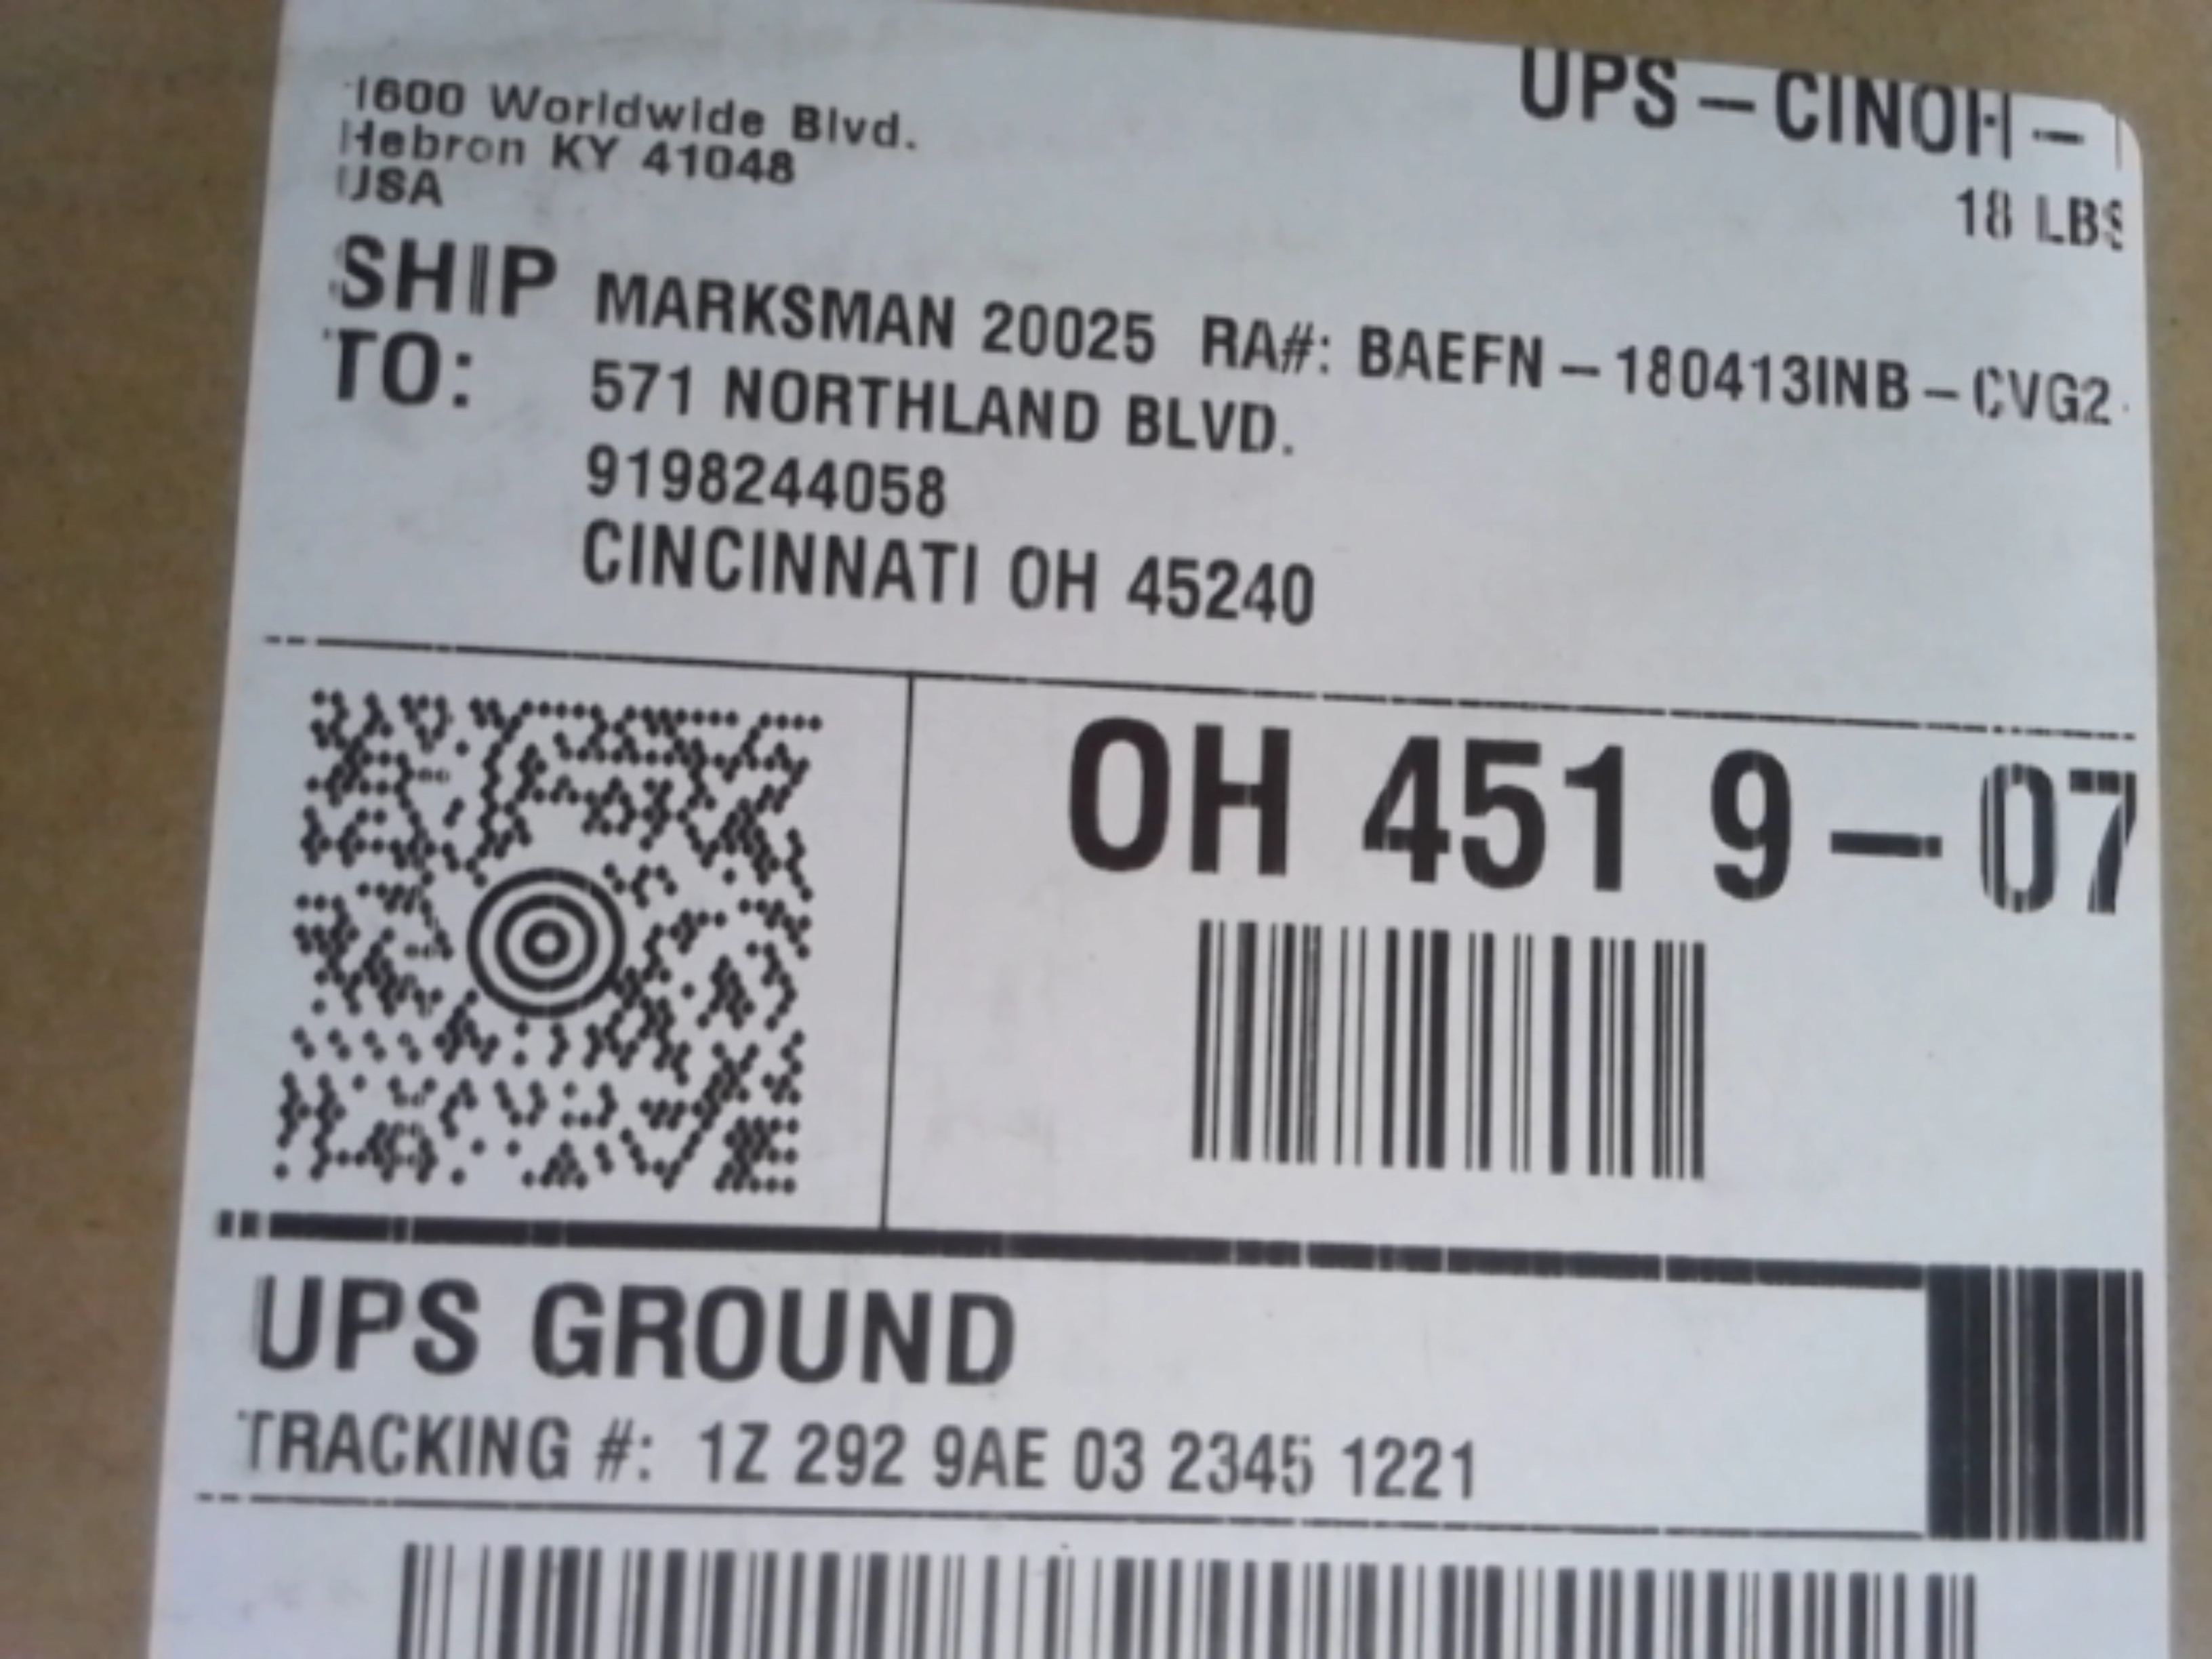 1600 Worldwide Blvd.
Hebron KY 41048
USA
UPS - CINOH -
18 LBS
SHIP TO:
MARKSMAN 20025 RA#: BAEFN - 180413INB - CVG2
571 NORTHLAND BLVD.
9198244058
CINCINNATI OH 45240
OH 451 9 - 07
UPS GROUND
TRACKING #: 1Z 292 9AE 03 2345 1221